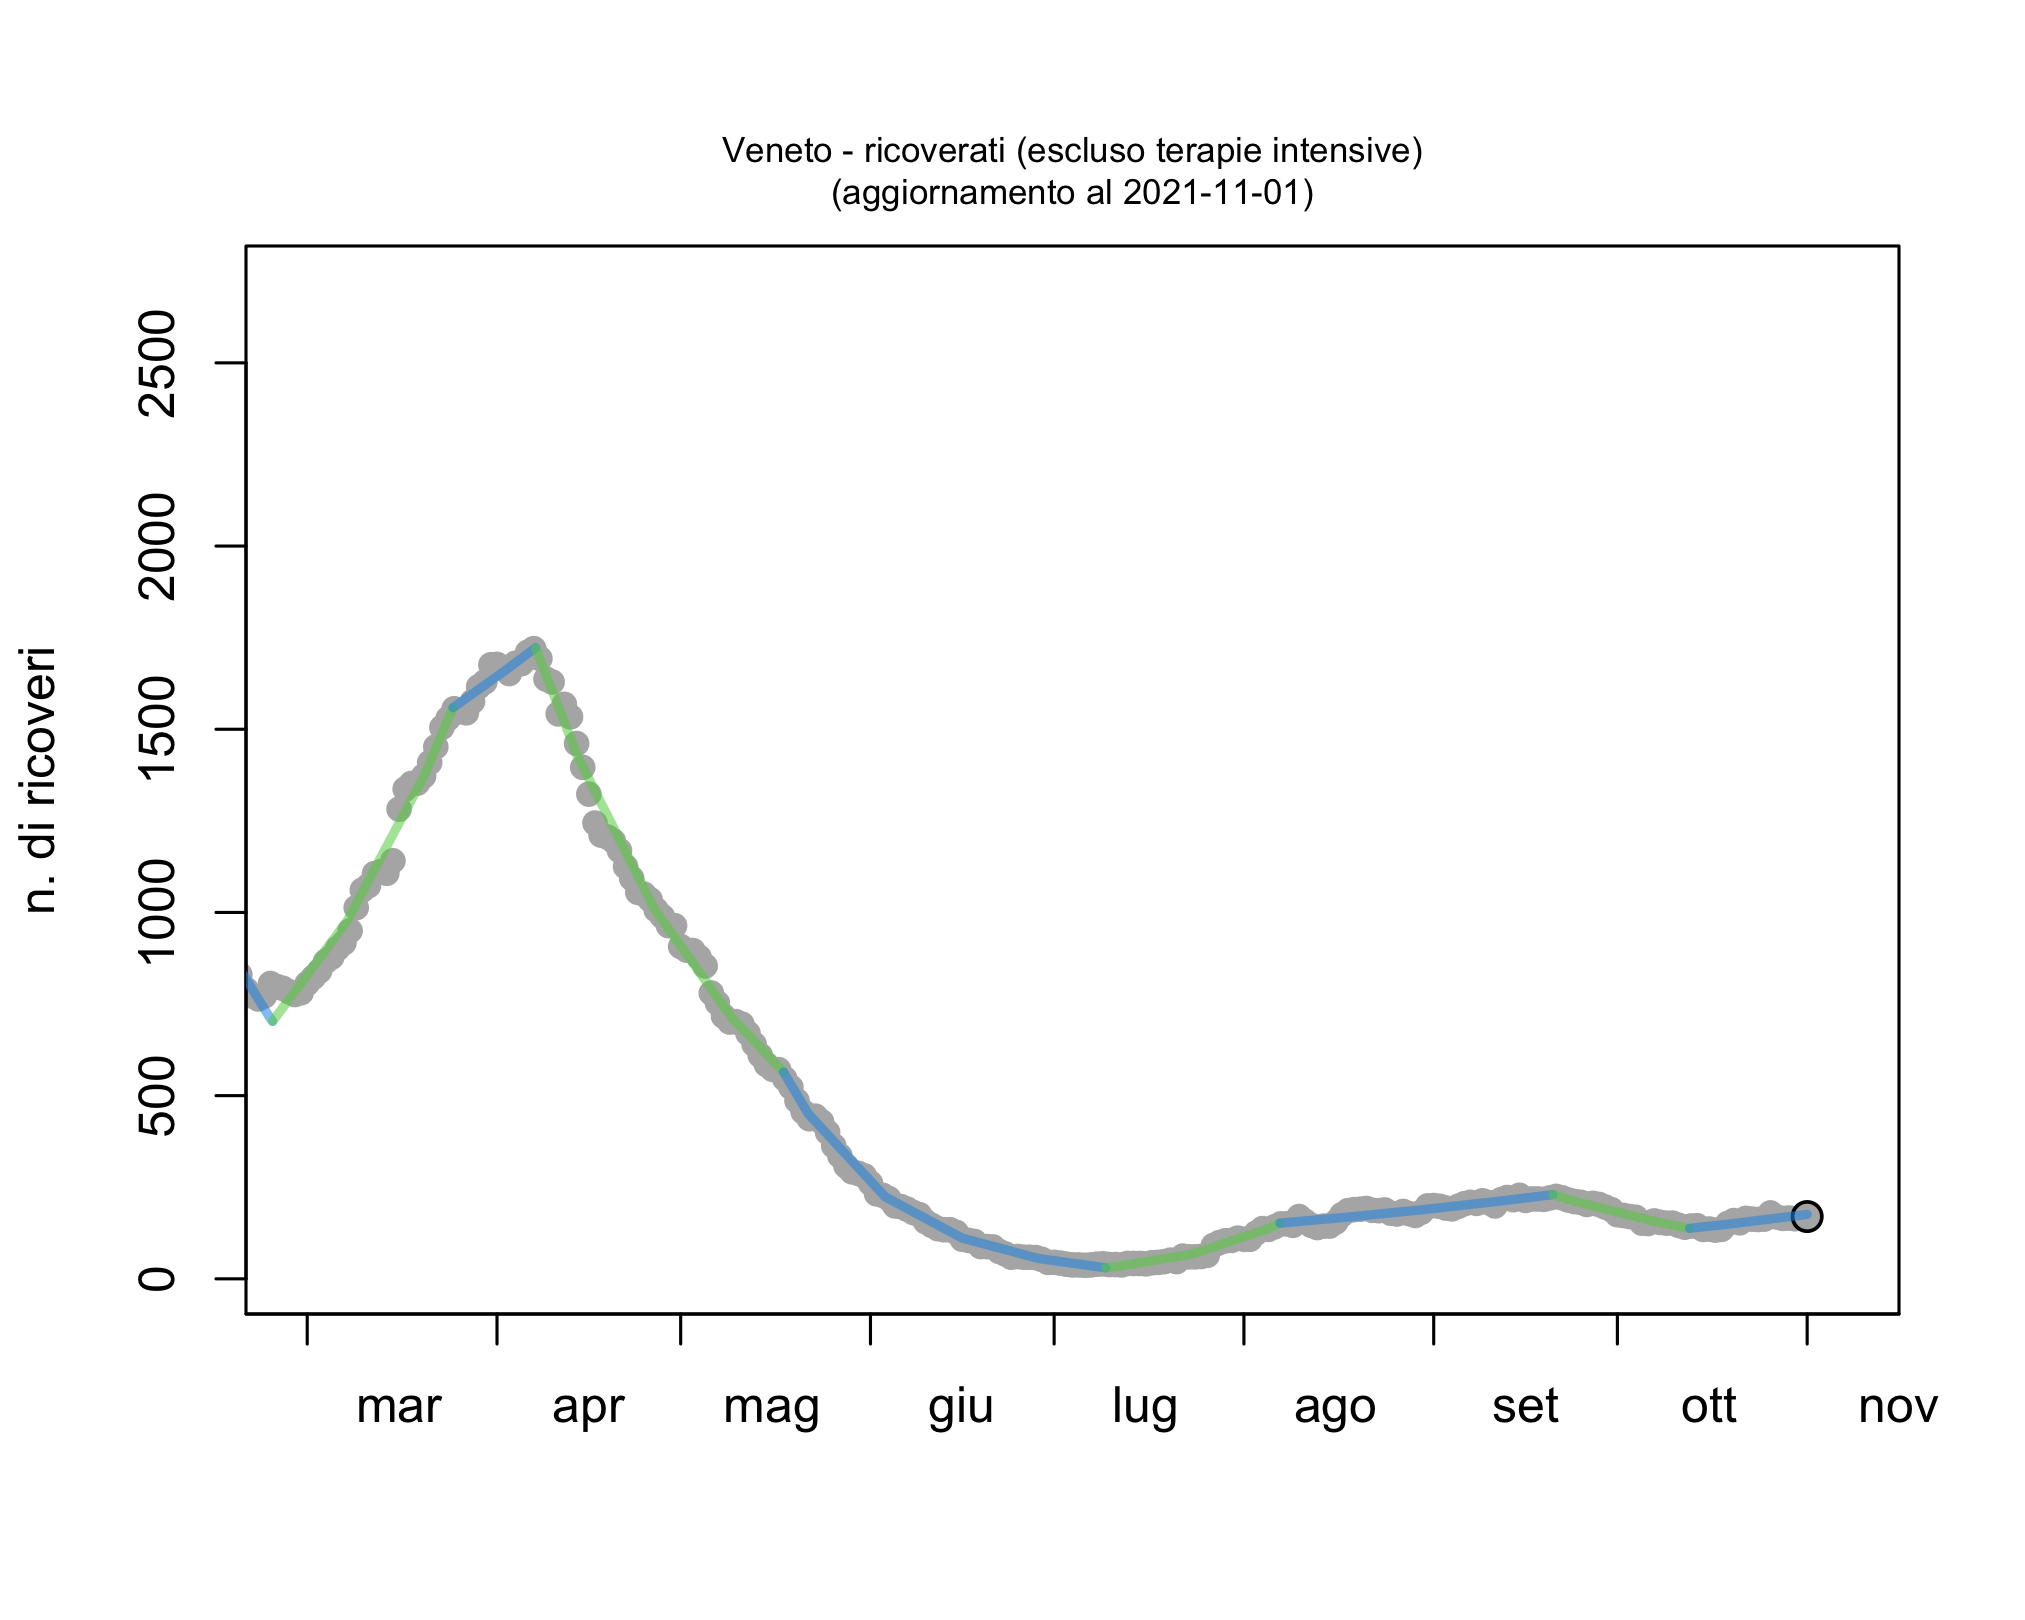 Veneto - ricoverati (escluso terapie intensive)
(aggiornamento al 2021-11-01)
n. di ricoveri
2500
2000
1500
1000
500
0
mar apr mag giu lug ago set ott nov